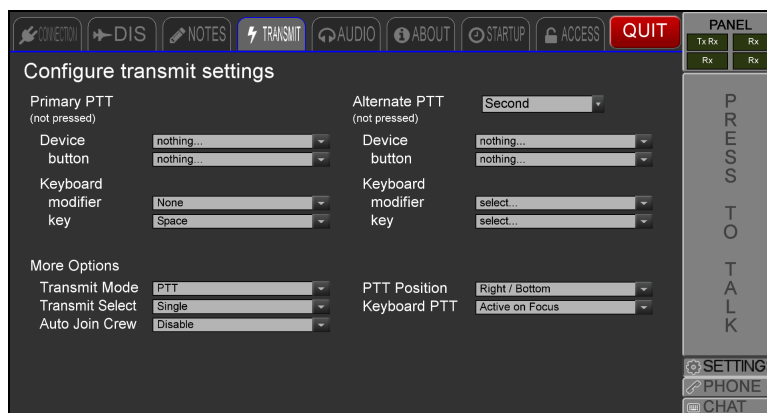 CONNECTION DIS NOTES TRANSMIT AUDIO ABOUT STARTUP ACCESS QUIT
PANEL
Tx Rx Rx
Rx Rx
Configure transmit settings
Primary PTT
(not pressed)
Device nothing...
button nothing...
Keyboard
modifier None
key Space
Alternate PTT Second
(not pressed)
Device nothing...
button nothing...
Keyboard
modifier select...
key select...
More Options
Transmit Mode PTT
Transmit Select Single
Auto Join Crew Disable
PTT Position Right / Bottom
Keyboard PTT Active on Focus
PRESS TO TALK
SETTING
PHONE
CHAT